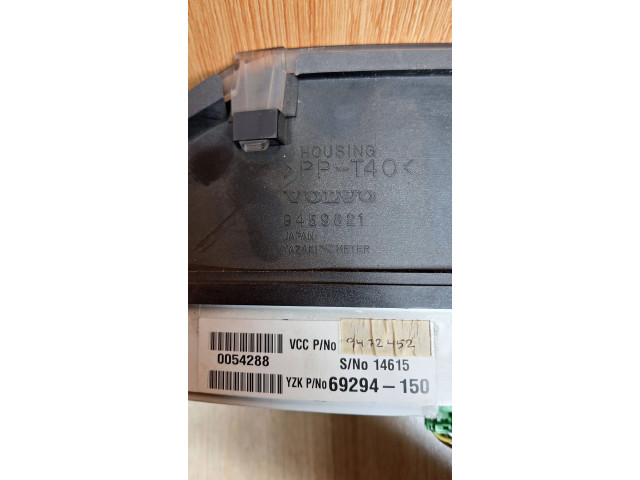 HOUSING
>PP-T40<
VOLVO
9459821
JAPAN
YAZAKI METER
VCC P/No 9472452
0054288 S/No 14615
YZK P/No 69294-150